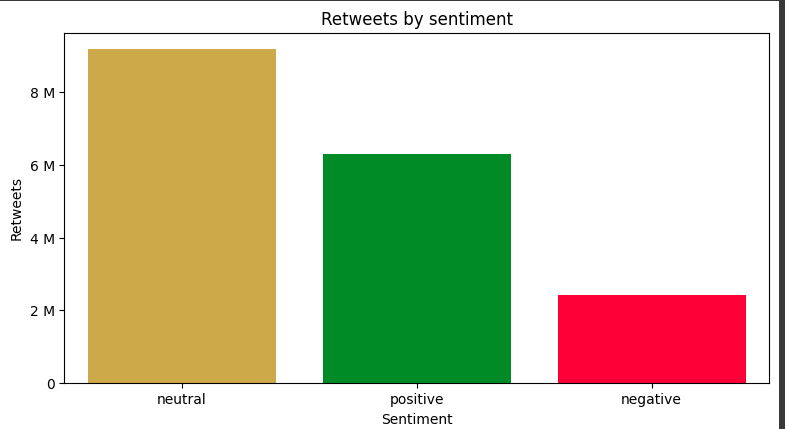 Retweets by sentiment
8 M
6 M
4 M
2 M
0
Retweets
neutral positive negative
Sentiment